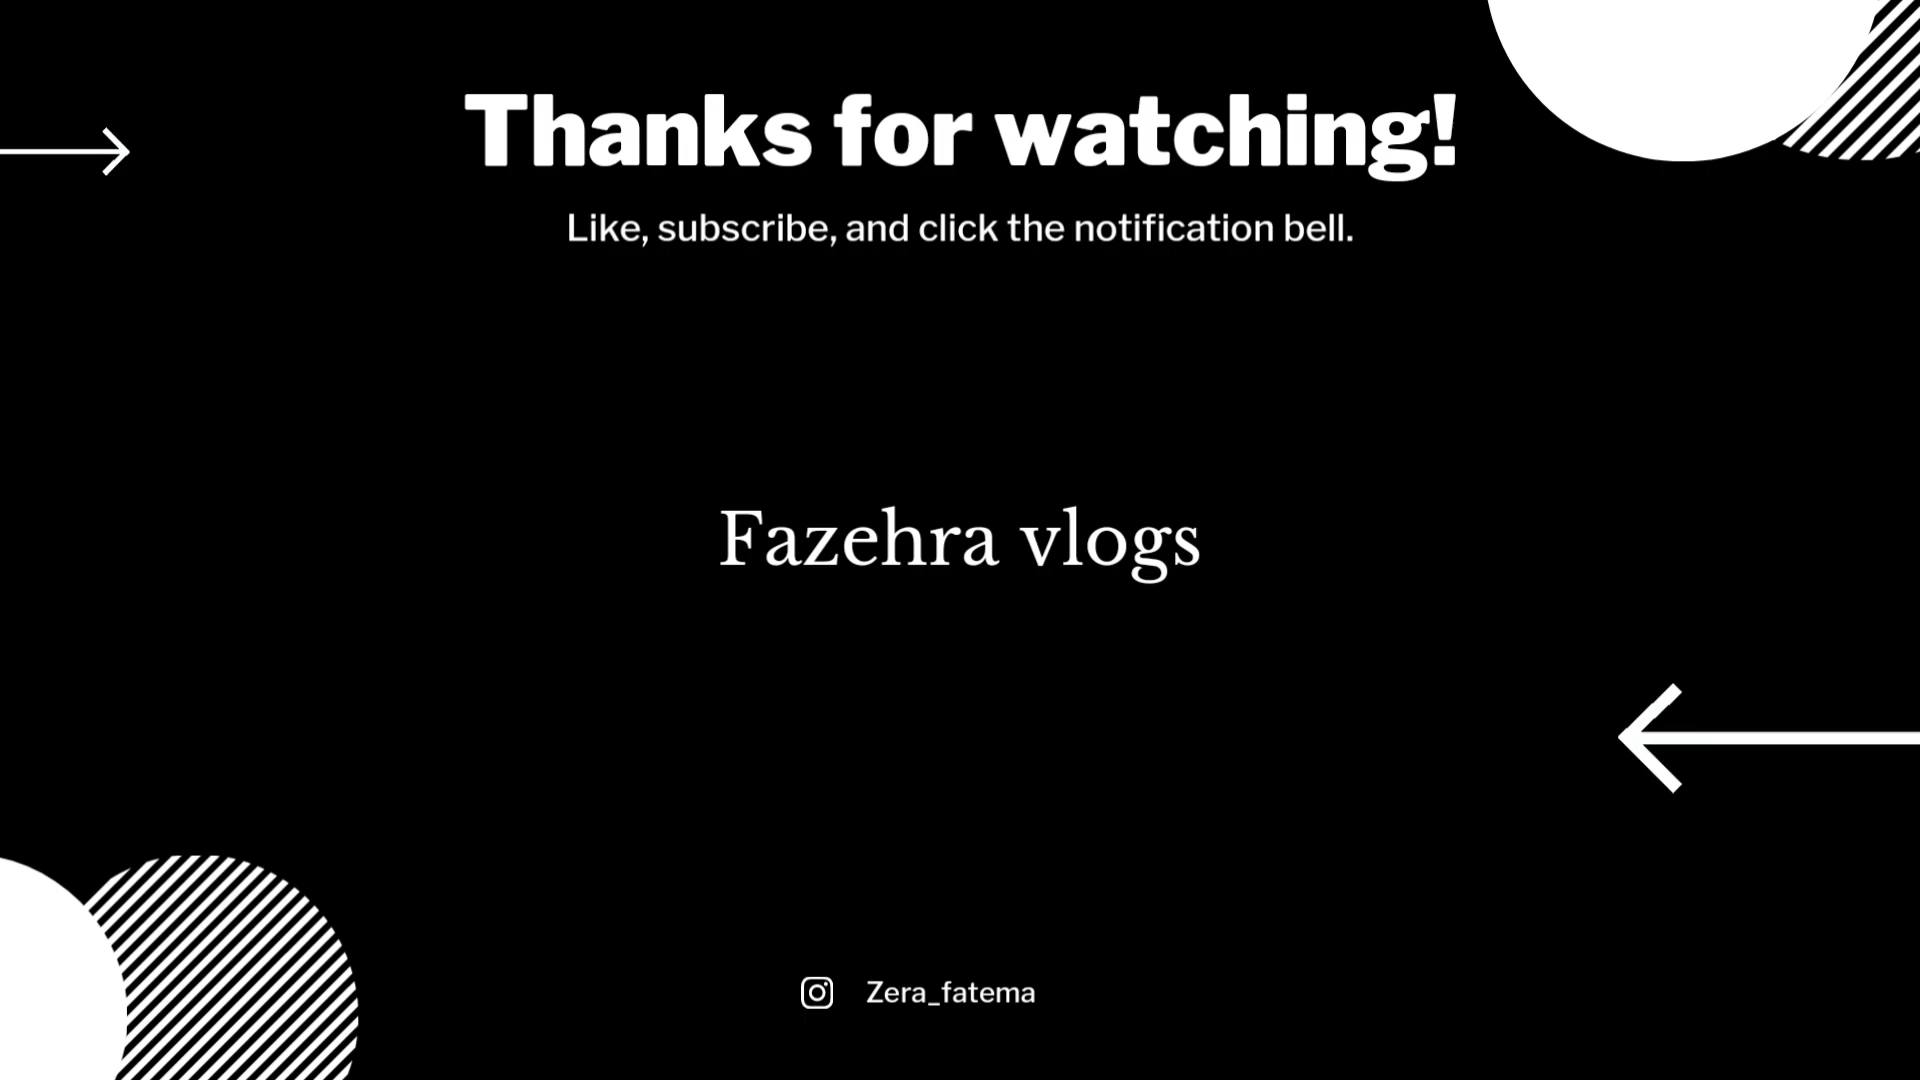 Thanks for watching!
Like, subscribe, and click the notification bell.
Fazehra vlogs
Zera_fatema